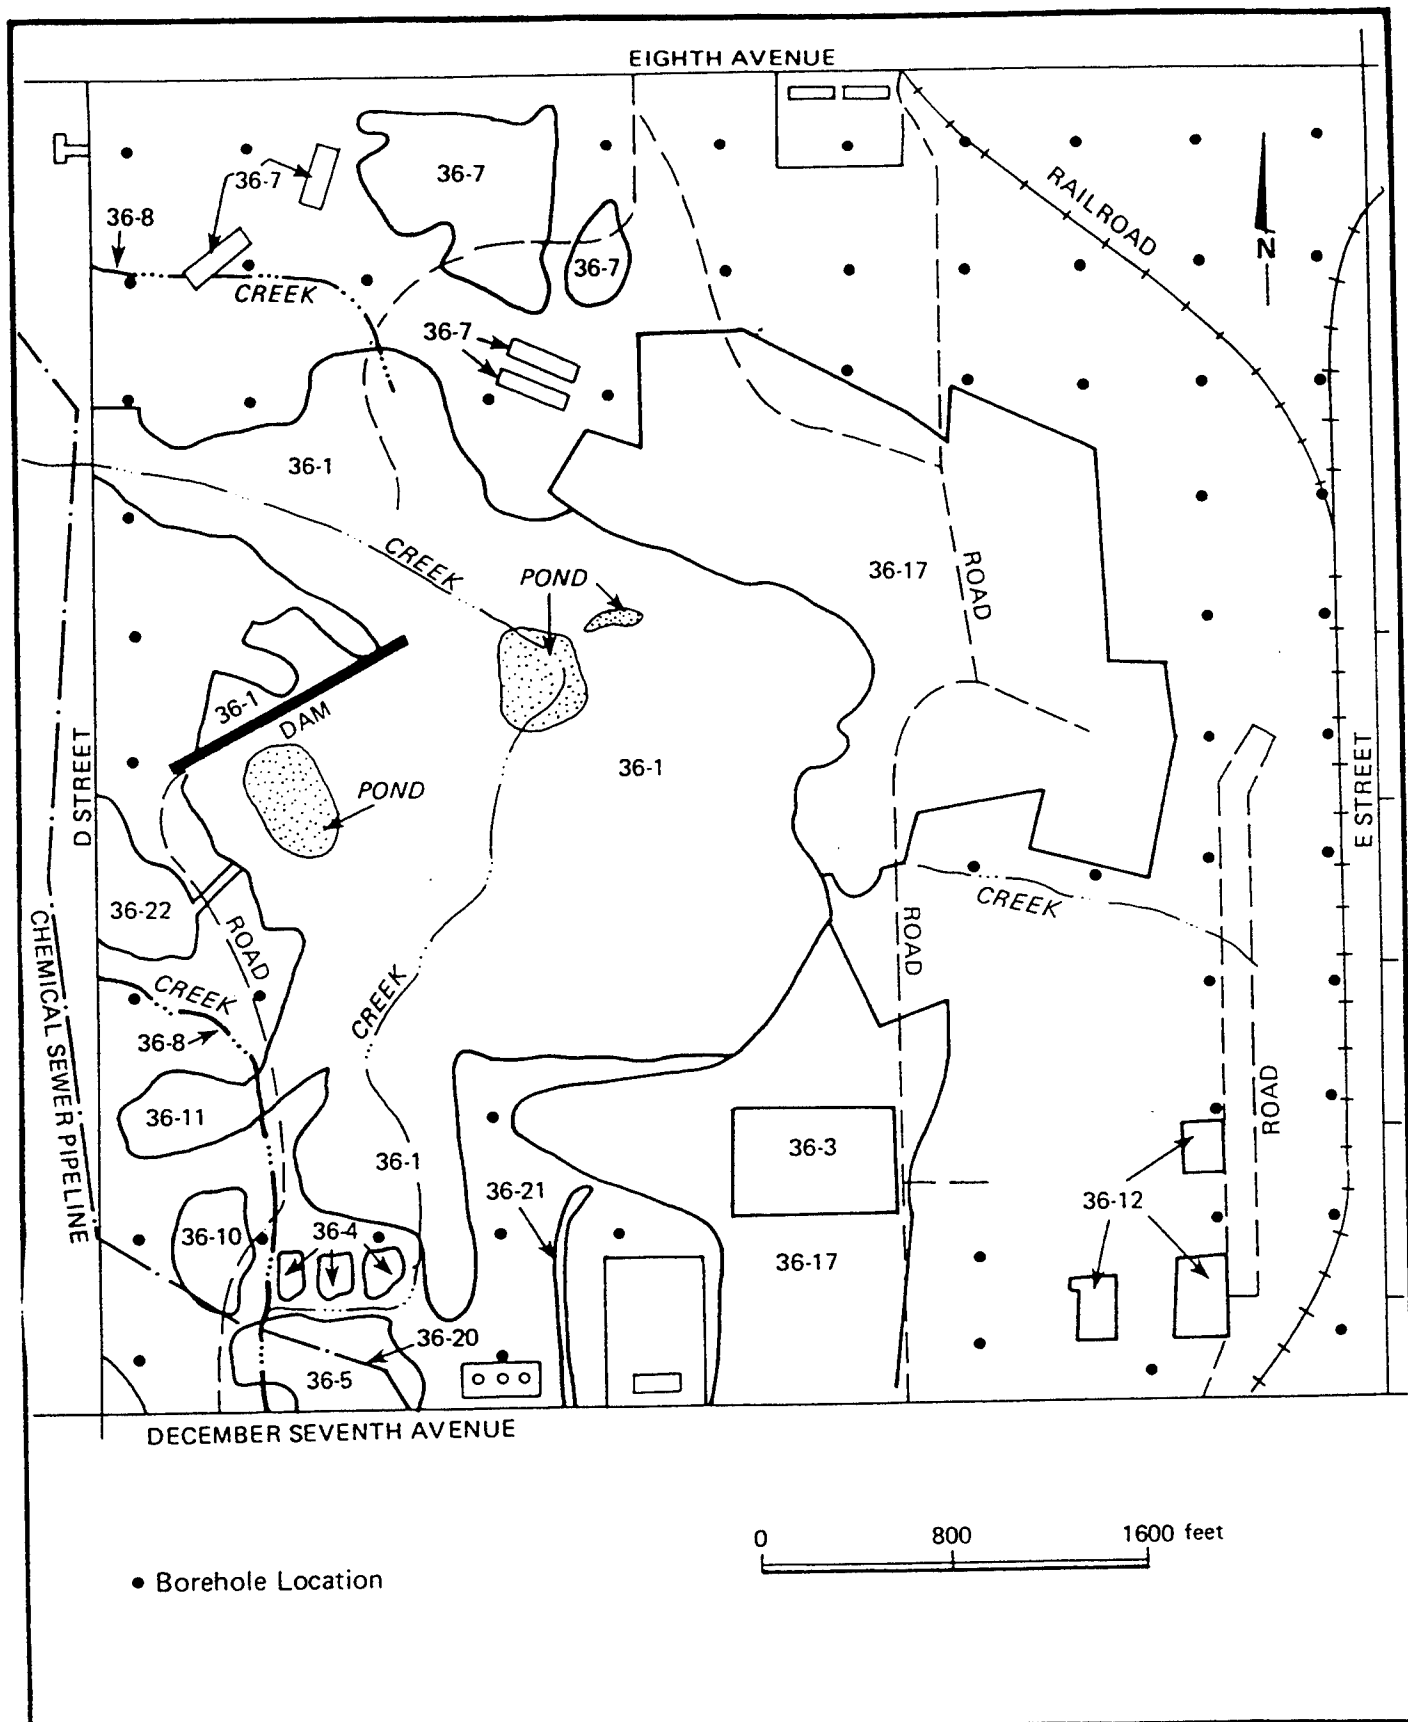 EIGHTH AVENUE
36-7
36-7
36-8
RAILROAD
N
36-7
CREEK
36-7
36-1
CREEK
POND
36-17
ROAD
36-1
DAM
D STREET
36-1
POND
E STREET
36-22
ROAD
CREEK
CHEMICAL SEWER PIPELINE
ROAD
CREEK
CREEK
36-8
36-11
ROAD
36-3
36-1
36-21
36-12
36-10
36-4
36-17
36-20
36-5
DECEMBER SEVENTH AVENUE
0 800 1600 feet
Borehole Location